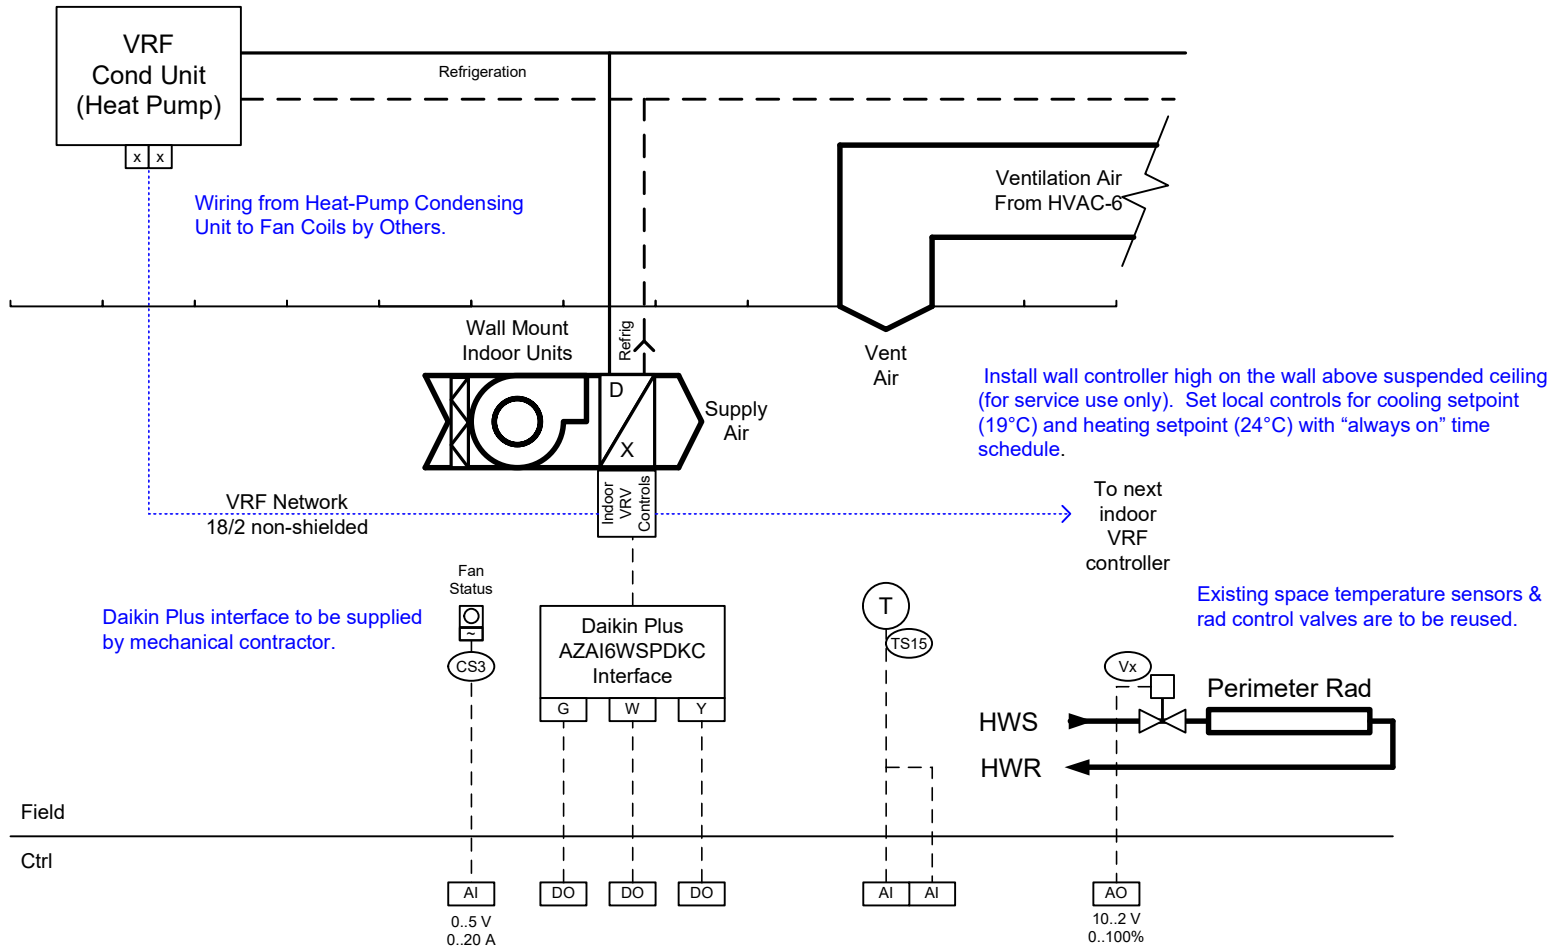 VRF
Cond Unit
(Heat Pump)
x x
Refrigeration
Wiring from Heat-Pump Condensing
Unit to Fan Coils by Others.
Ventilation Air
From HVAC-6
Wall Mount
Indoor Units
Refrig
Vent
Air
D
X
Supply
Air
Install wall controller high on the wall above suspended ceiling
(for service use only).  Set local controls for cooling setpoint
(19°C) and heating setpoint (24°C) with “always on” time
schedule.
VRF Network
18/2 non-shielded
Indoor
VRV
Controls
To next
indoor
VRF
controller
Fan
Status
~
CS3
Daikin Plus interface to be supplied
by mechanical contractor.
Daikin Plus
AZAI6WSPDKC
Interface
G W Y
T
TS15
Existing space temperature sensors &
rad control valves are to be reused.
Vx
Perimeter Rad
HWS
HWR
Field
Ctrl
AI DO DO DO AI AI AO
0..5 V
0..20 A
10..2 V
0..100%